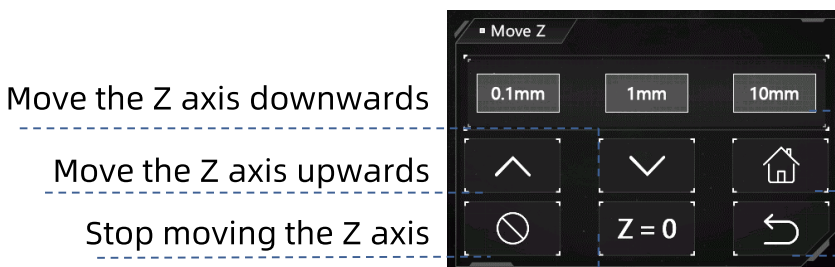 Move Z
0.1mm 1mm 10mm
Move the Z axis downwards
Move the Z axis upwards
Stop moving the Z axis
Z = 0